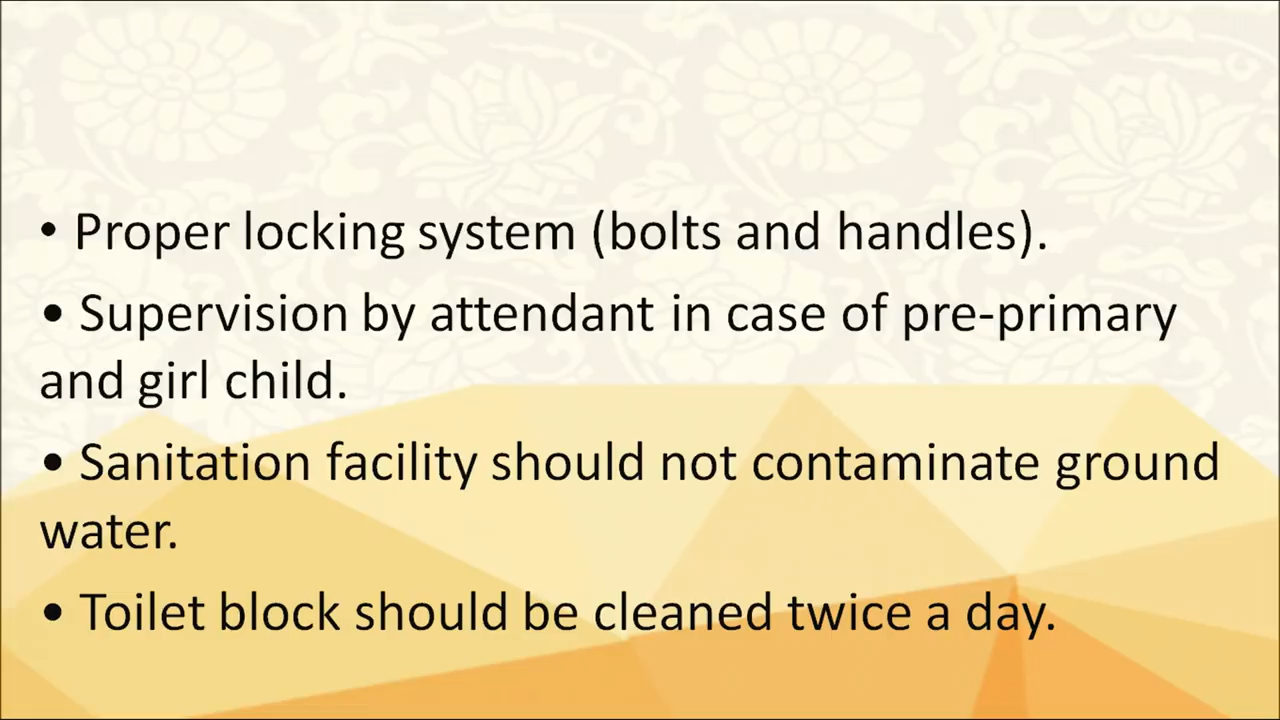 • Proper locking system (bolts and handles).
• Supervision by attendant in case of pre-primary
and girl child.
• Sanitation facility should not contaminate ground
water.
• Toilet block should be cleaned twice a day.